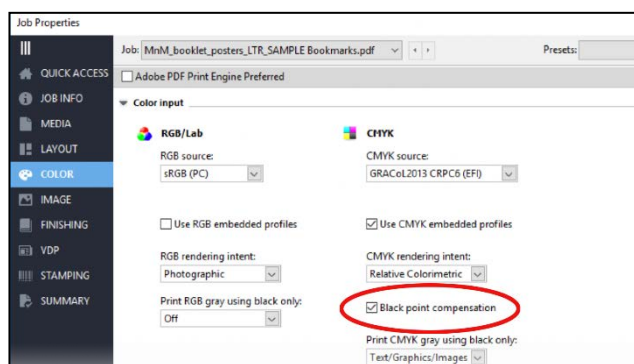 Job Properties
Job: MnM_booklet_posters_LTR_SAMPLE Bookmarks.pdf Presets:
QUICK ACCESS
JOB INFO
MEDIA
LAYOUT
COLOR
IMAGE
FINISHING
VDP
STAMPING
SUMMARY
Adobe PDF Print Engine Preferred
Color input
RGB/Lab
RGB source:
sRGB (PC)
Use RGB embedded profiles
RGB rendering intent:
Photographic
Print RGB gray using black only:
Off
CMYK
CMYK source:
GRACoL2013 CRPC6 (EFI)
Use CMYK embedded profiles
CMYK rendering intent:
Relative Colorimetric
Black point compensation
Print CMYK gray using black only:
Text/Graphics/Images